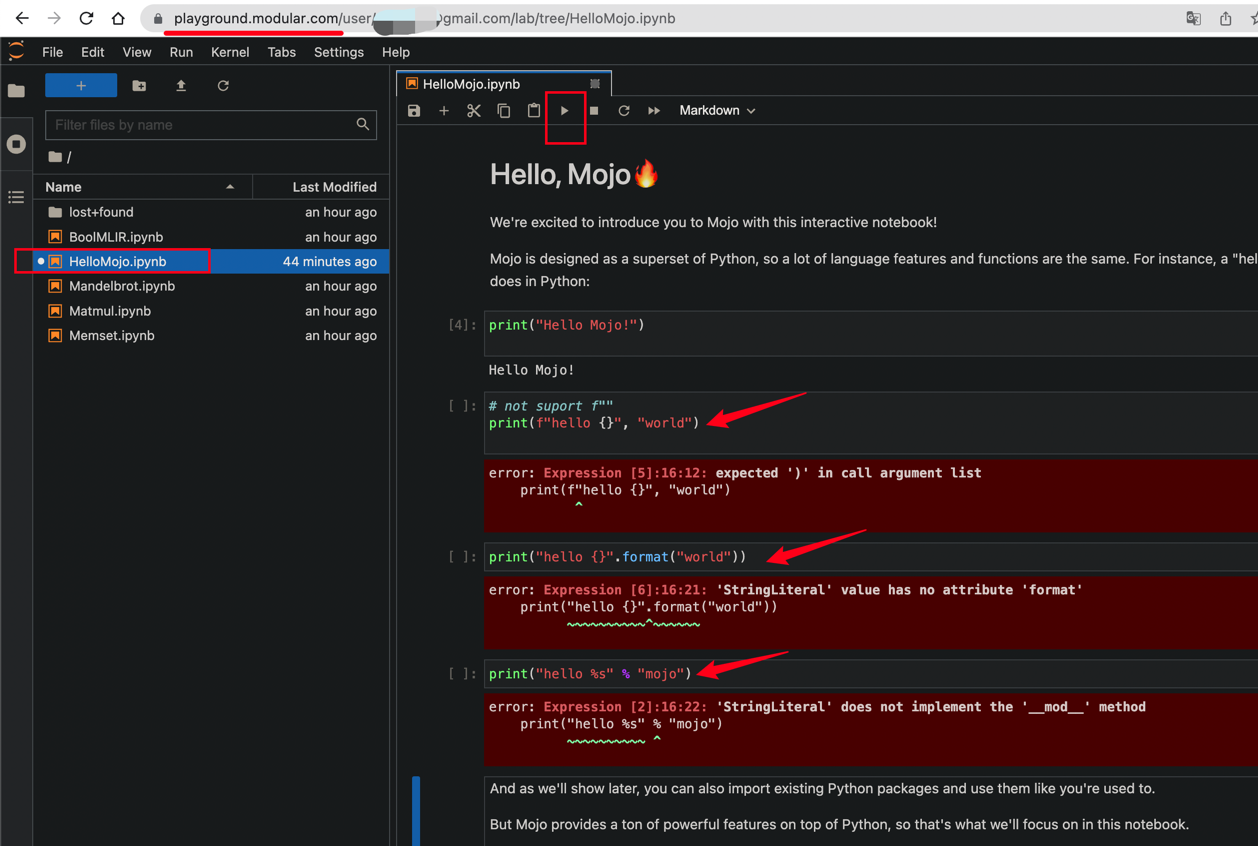 playground.modular.com/user/ @gmail.com/lab/tree/HelloMojo.ipynb
File Edit View Run Kernel Tabs Settings Help
+
HelloMojo.ipynb
Filter files by name
Markdown
/
Name Last Modified
lost+found an hour ago
BoolMLIR.ipynb an hour ago
HelloMojo.ipynb 44 minutes ago
Mandelbrot.ipynb an hour ago
Matmul.ipynb an hour ago
Memset.ipynb an hour ago
Hello, Mojo🔥
We're excited to introduce you to Mojo with this interactive notebook!
Mojo is designed as a superset of Python, so a lot of language features and functions are the same. For instance, a "hel
does in Python:
[4]: print("Hello Mojo!")
Hello Mojo!
[ ]: # not suport f""
print(f"hello {}", "world")
error: Expression [5]:16:12: expected ')' in call argument list
print(f"hello {}", "world")
^
[ ]: print("hello {}".format("world"))
error: Expression [6]:16:21: 'StringLiteral' value has no attribute 'format'
print("hello {}".format("world"))
~~~~~~~~~~^~~~~~~
[ ]: print("hello %s" % "mojo")
error: Expression [2]:16:22: 'StringLiteral' does not implement the '__mod__' method
print("hello %s" % "mojo")
~~~~~~~~~~ ^
And as we'll show later, you can also import existing Python packages and use them like you're used to.
But Mojo provides a ton of powerful features on top of Python, so that's what we'll focus on in this notebook.